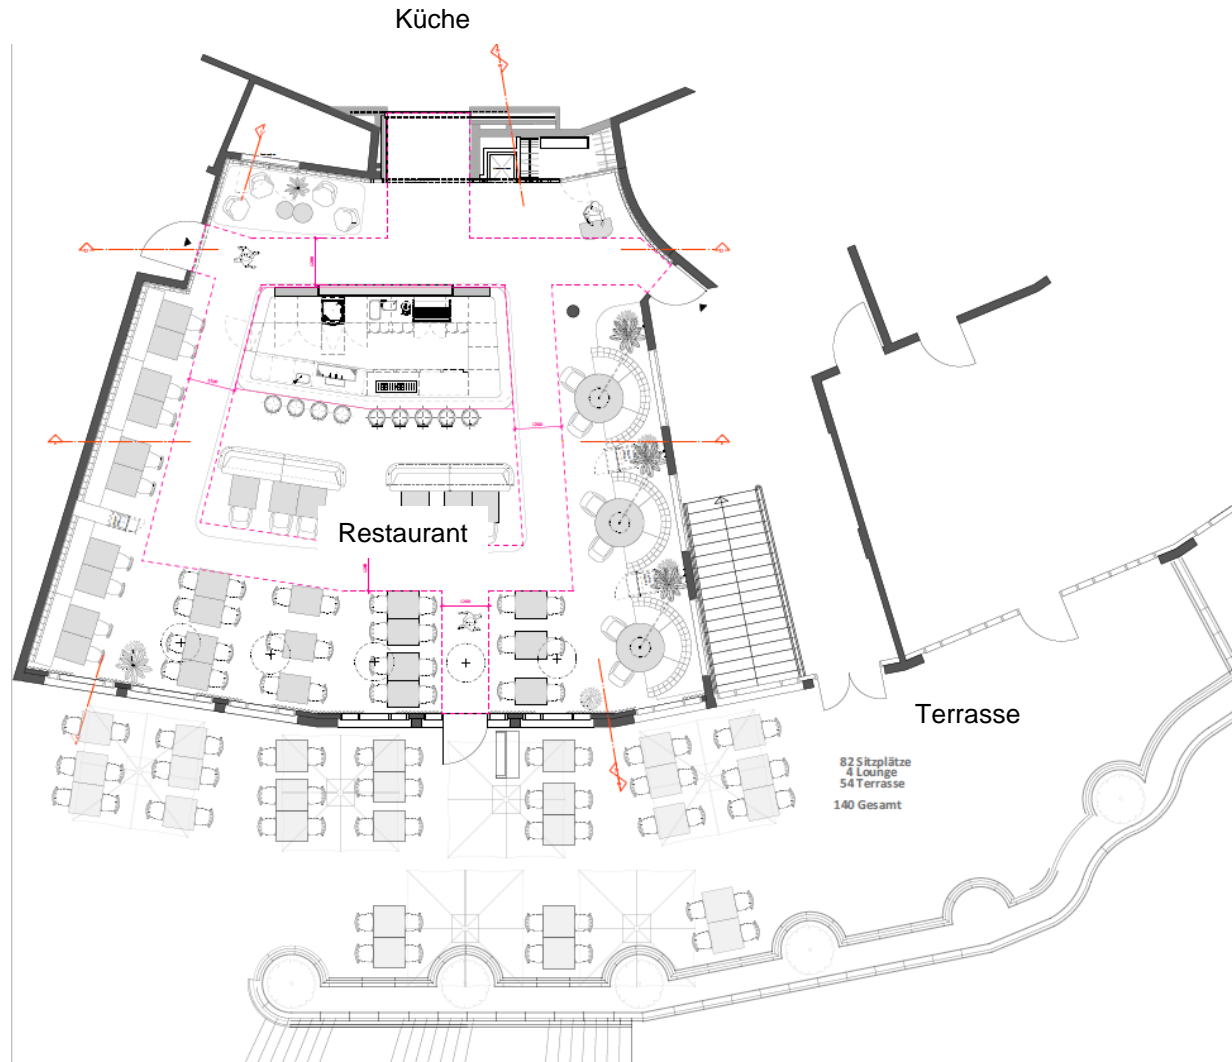 Küche
Restaurant
Terrasse
82 Sitzplätze
4 Lounge
54 Terrasse
140 Gesamt